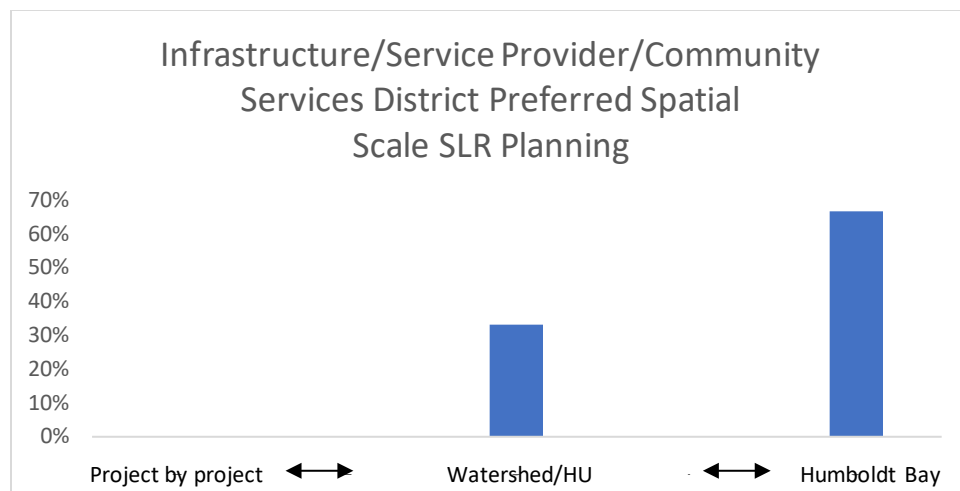 Infrastructure/Service Provider/Community
Services District Preferred Spatial
Scale SLR Planning
70%
60%
50%
40%
30%
20%
10%
0%
Project by project Watershed/HU Humboldt Bay